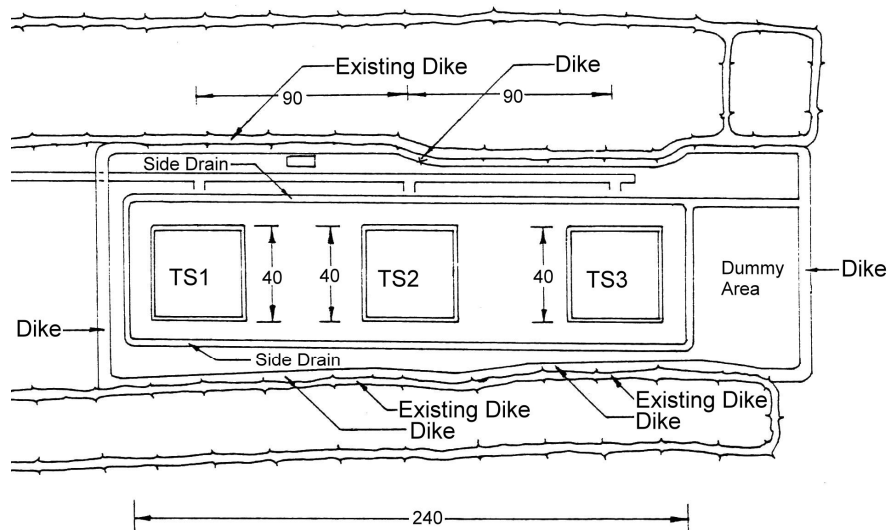 Existing Dike
Dike
90
90
Side Drain
TS1
40
40
TS2
40
TS3
Dummy
Area
Dike
Dike
Side Drain
Existing Dike
Dike
Existing Dike
Dike
240